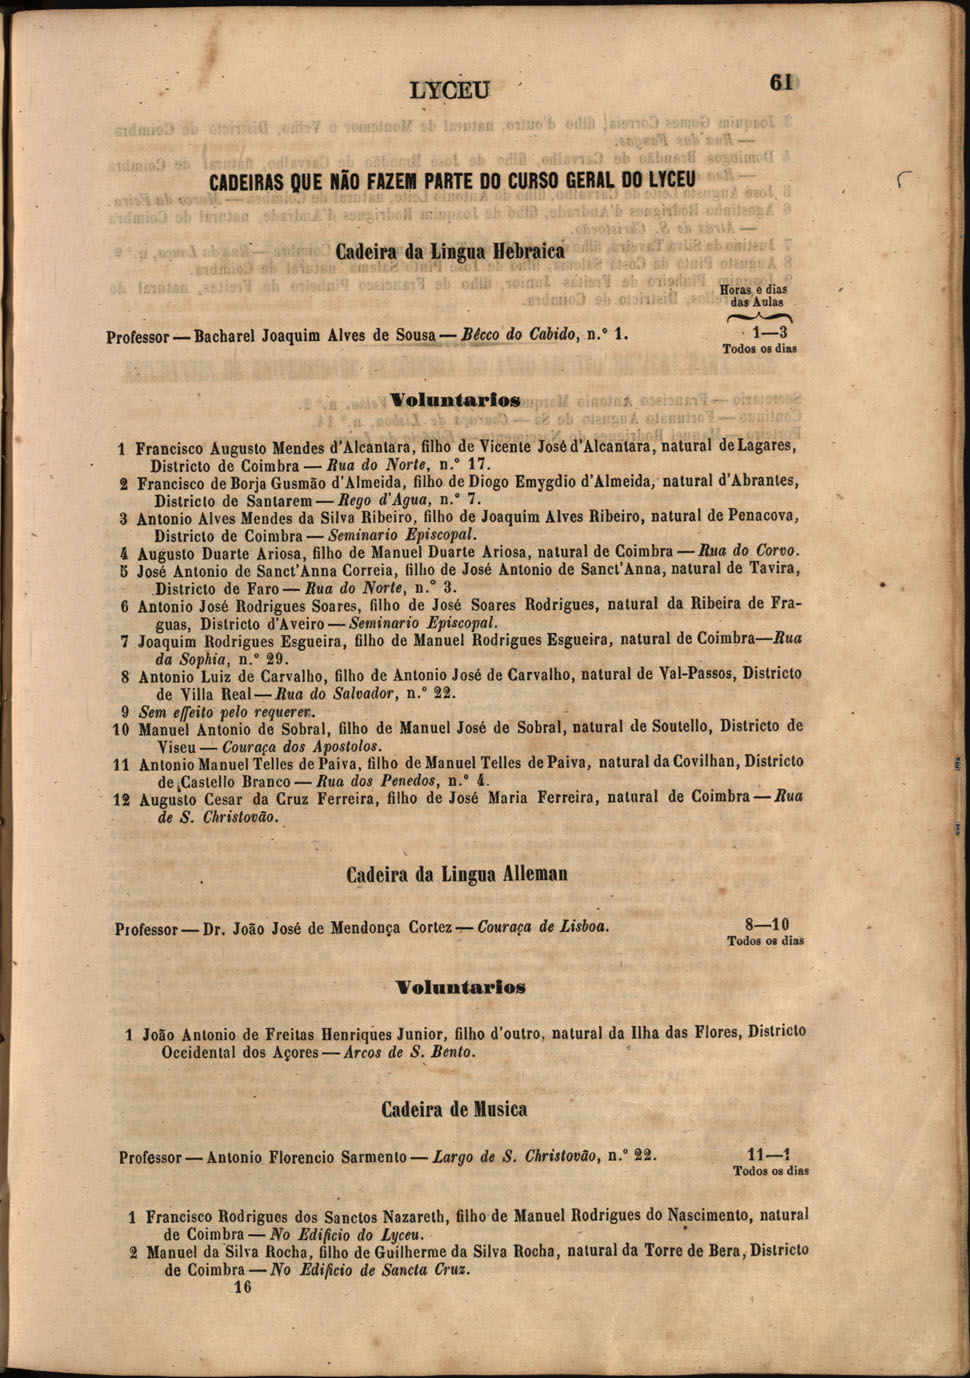 LYCEU
61
CADEIRAS QUE NÃO FAZEM PARTE DO CURSO GERAL DO LYCEU
Cadeira da Lingua Hebraica
Horas e dias
das Aulas
Professor — Bacharel Joaquim Alves de Sousa — Bêcco do Cabido, n.º 1.
1—3
Todos os dias
Voluntarios
1 Francisco Augusto Mendes d'Alcantara, filho de Vicente José d'Alcantara, natural de Lagares,
Districto de Coimbra — Rua do Norte, n.º 17.
2 Francisco de Borja Gusmão d'Almeida, filho de Diogo Emygdio d'Almeida, natural d'Abrantes,
Districto de Santarem — Rego d'Agua, n.º 7.
3 Antonio Alves Mendes da Silva Ribeiro, filho de Joaquim Alves Ribeiro, natural de Penacova,
Districto de Coimbra — Seminario Episcopal.
4 Augusto Duarte Ariosa, filho de Manuel Duarte Ariosa, natural de Coimbra — Rua do Corvo.
5 José Antonio de Sanct'Anna Correia, filho de José Antonio de Sanct'Anna, natural de Tavira,
Districto de Faro — Rua do Norte, n.º 3.
6 Antonio José Rodrigues Soares, filho de José Soares Rodrigues, natural da Ribeira de Fra-
guas, Districto d'Aveiro — Seminario Episcopal.
7 Joaquim Rodrigues Esgueira, filho de Manuel Rodrigues Esgueira, natural de Coimbra—Rua
da Sophia, n.º 29.
8 Antonio Luiz de Carvalho, filho de Antonio José de Carvalho, natural de Val-Passos, Districto
de Villa Real — Rua do Salvador, n.º 22.
9 Sem effeito pelo requerer.
10 Manuel Antonio de Sobral, filho de Manuel José de Sobral, natural de Soutello, Districto de
Viseu — Couraça dos Apostolos.
11 Antonio Manuel Telles de Paiva, filho de Manuel Telles de Paiva, natural da Covilhan, Districto
de Castello Branco — Rua dos Penedos, n.º 4.
12 Augusto Cesar da Cruz Ferreira, filho de José Maria Ferreira, natural de Coimbra — Rua
de S. Christovão.
Cadeira da Lingua Alleman
Professor — Dr. João José de Mendonça Cortez — Couraça de Lisboa.
8—10
Todos os dias
Voluntarios
1 João Antonio de Freitas Henriques Junior, filho d'outro, natural da Ilha das Flores, Districto
Occidental dos Açores — Arcos de S. Bento.
Cadeira de Musica
Professor — Antonio Florencio Sarmento — Largo de S. Christovão, n.º 22.
11—1
Todos os dias
1 Francisco Rodrigues dos Sanctos Nazareth, filho de Manuel Rodrigues do Nascimento, natural
de Coimbra — No Edificio do Lyceu.
2 Manuel da Silva Rocha, filho de Guilherme da Silva Rocha, natural da Torre de Bera, Districto
de Coimbra — No Edificio de Sancta Cruz.
16